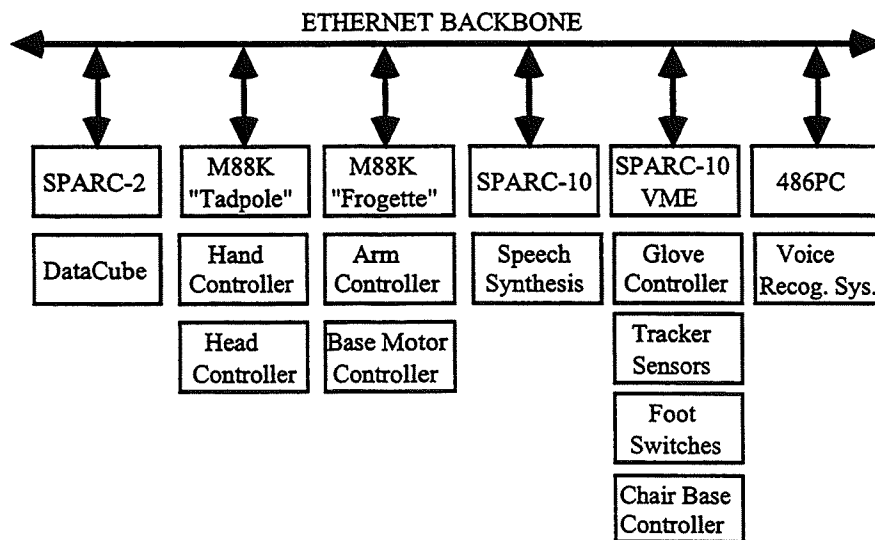 ETHERNET BACKBONE
SPARC-2
M88K
"Tadpole"
M88K
"Frogette"
SPARC-10
SPARC-10
VME
486PC
DataCube
Hand
Controller
Arm
Controller
Speech
Synthesis
Glove
Controller
Voice
Recog. Sys.
Head
Controller
Base Motor
Controller
Tracker
Sensors
Foot
Switches
Chair Base
Controller